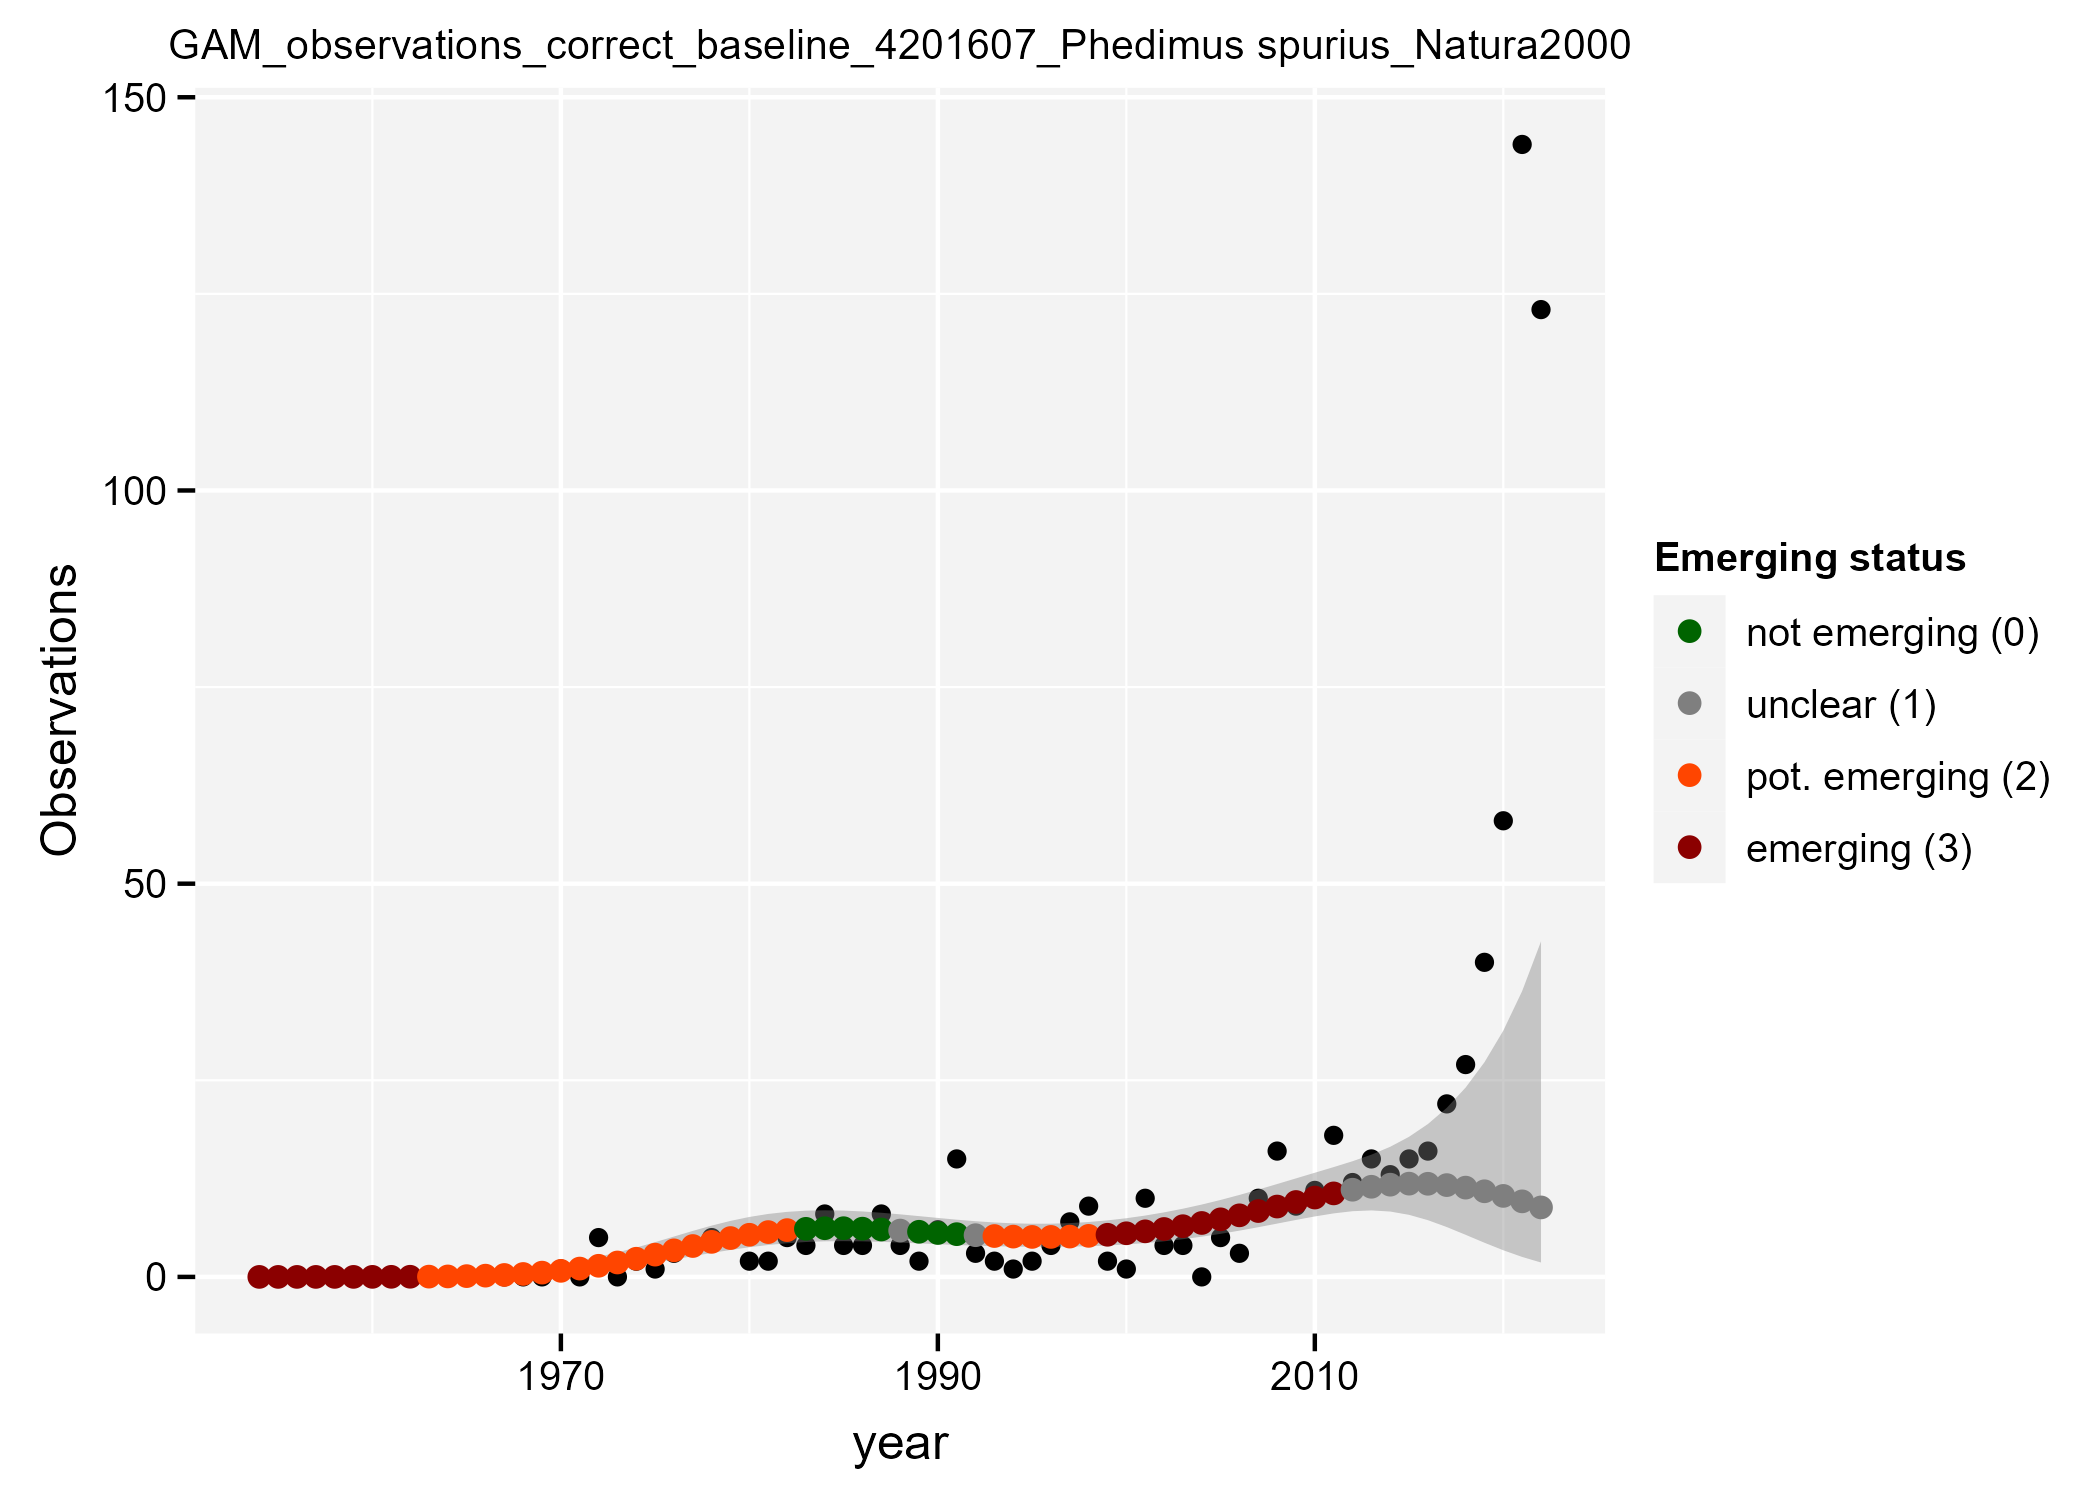 GAM_observations_correct_baseline_4201607_Phedimus spurius_Natura2000
150
100
50
0
Observations
1970
1990
2010
year
Emerging status
not emerging (0)
unclear (1)
pot. emerging (2)
emerging (3)